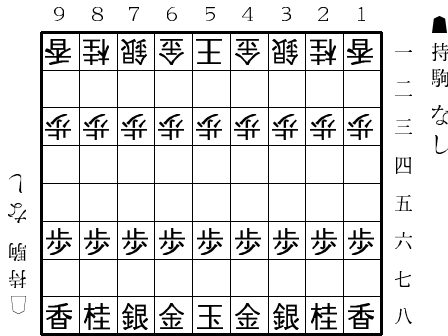 9 8 7 6 5 4 3 2 1
香 桂 銀 金 王 金 銀 桂 香 一
二
歩 歩 歩 歩 歩 歩 歩 歩 歩 三
四
五
歩 歩 歩 歩 歩 歩 歩 歩 歩 六
七
香 桂 銀 金 玉 金 銀 桂 香 八
☗持駒 なし
☖持駒 なし